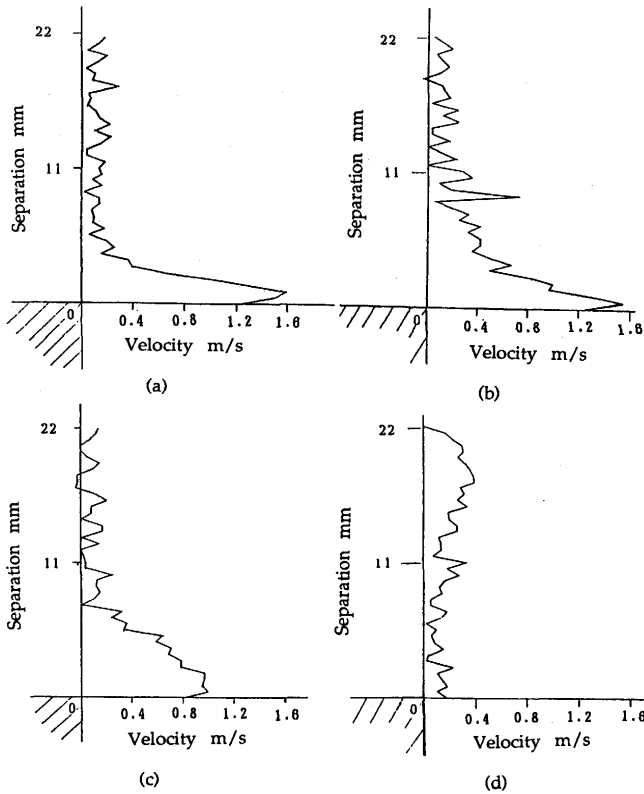 22
11
Separation mm
0
0.4 0.8 1.2 1.6
Velocity m/s
(a)
22
11
Separation mm
0
0.4 0.8 1.2 1.6
Velocity m/s
(b)
22
11
Separation mm
0
0.4 0.8 1.2 1.6
Velocity m/s
(c)
22
11
Separation mm
0
0.4 0.8 1.2 1.6
Velocity m/s
(d)